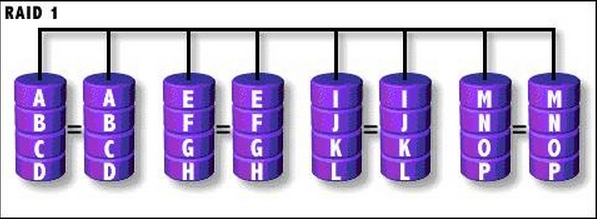 RAID 1
A A E E I I M M
B = B F = F J = J N = N
C C G G K K O O
D D H H L L P P